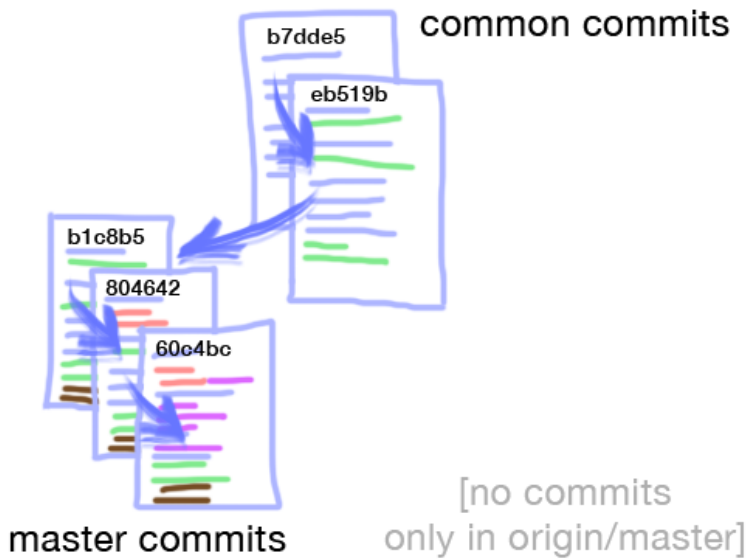 common commits
b7dde5
eb519b
b1c8b5
804642
60c4bc
master commits
[no commits
only in origin/master]